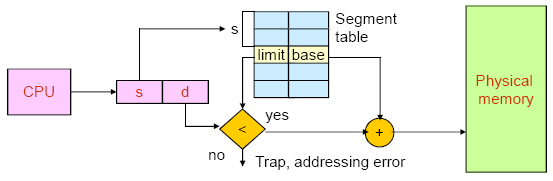 Segment
table
s
limit base
CPU
s d
Physical
memory
<
yes
+
no
Trap, addressing error